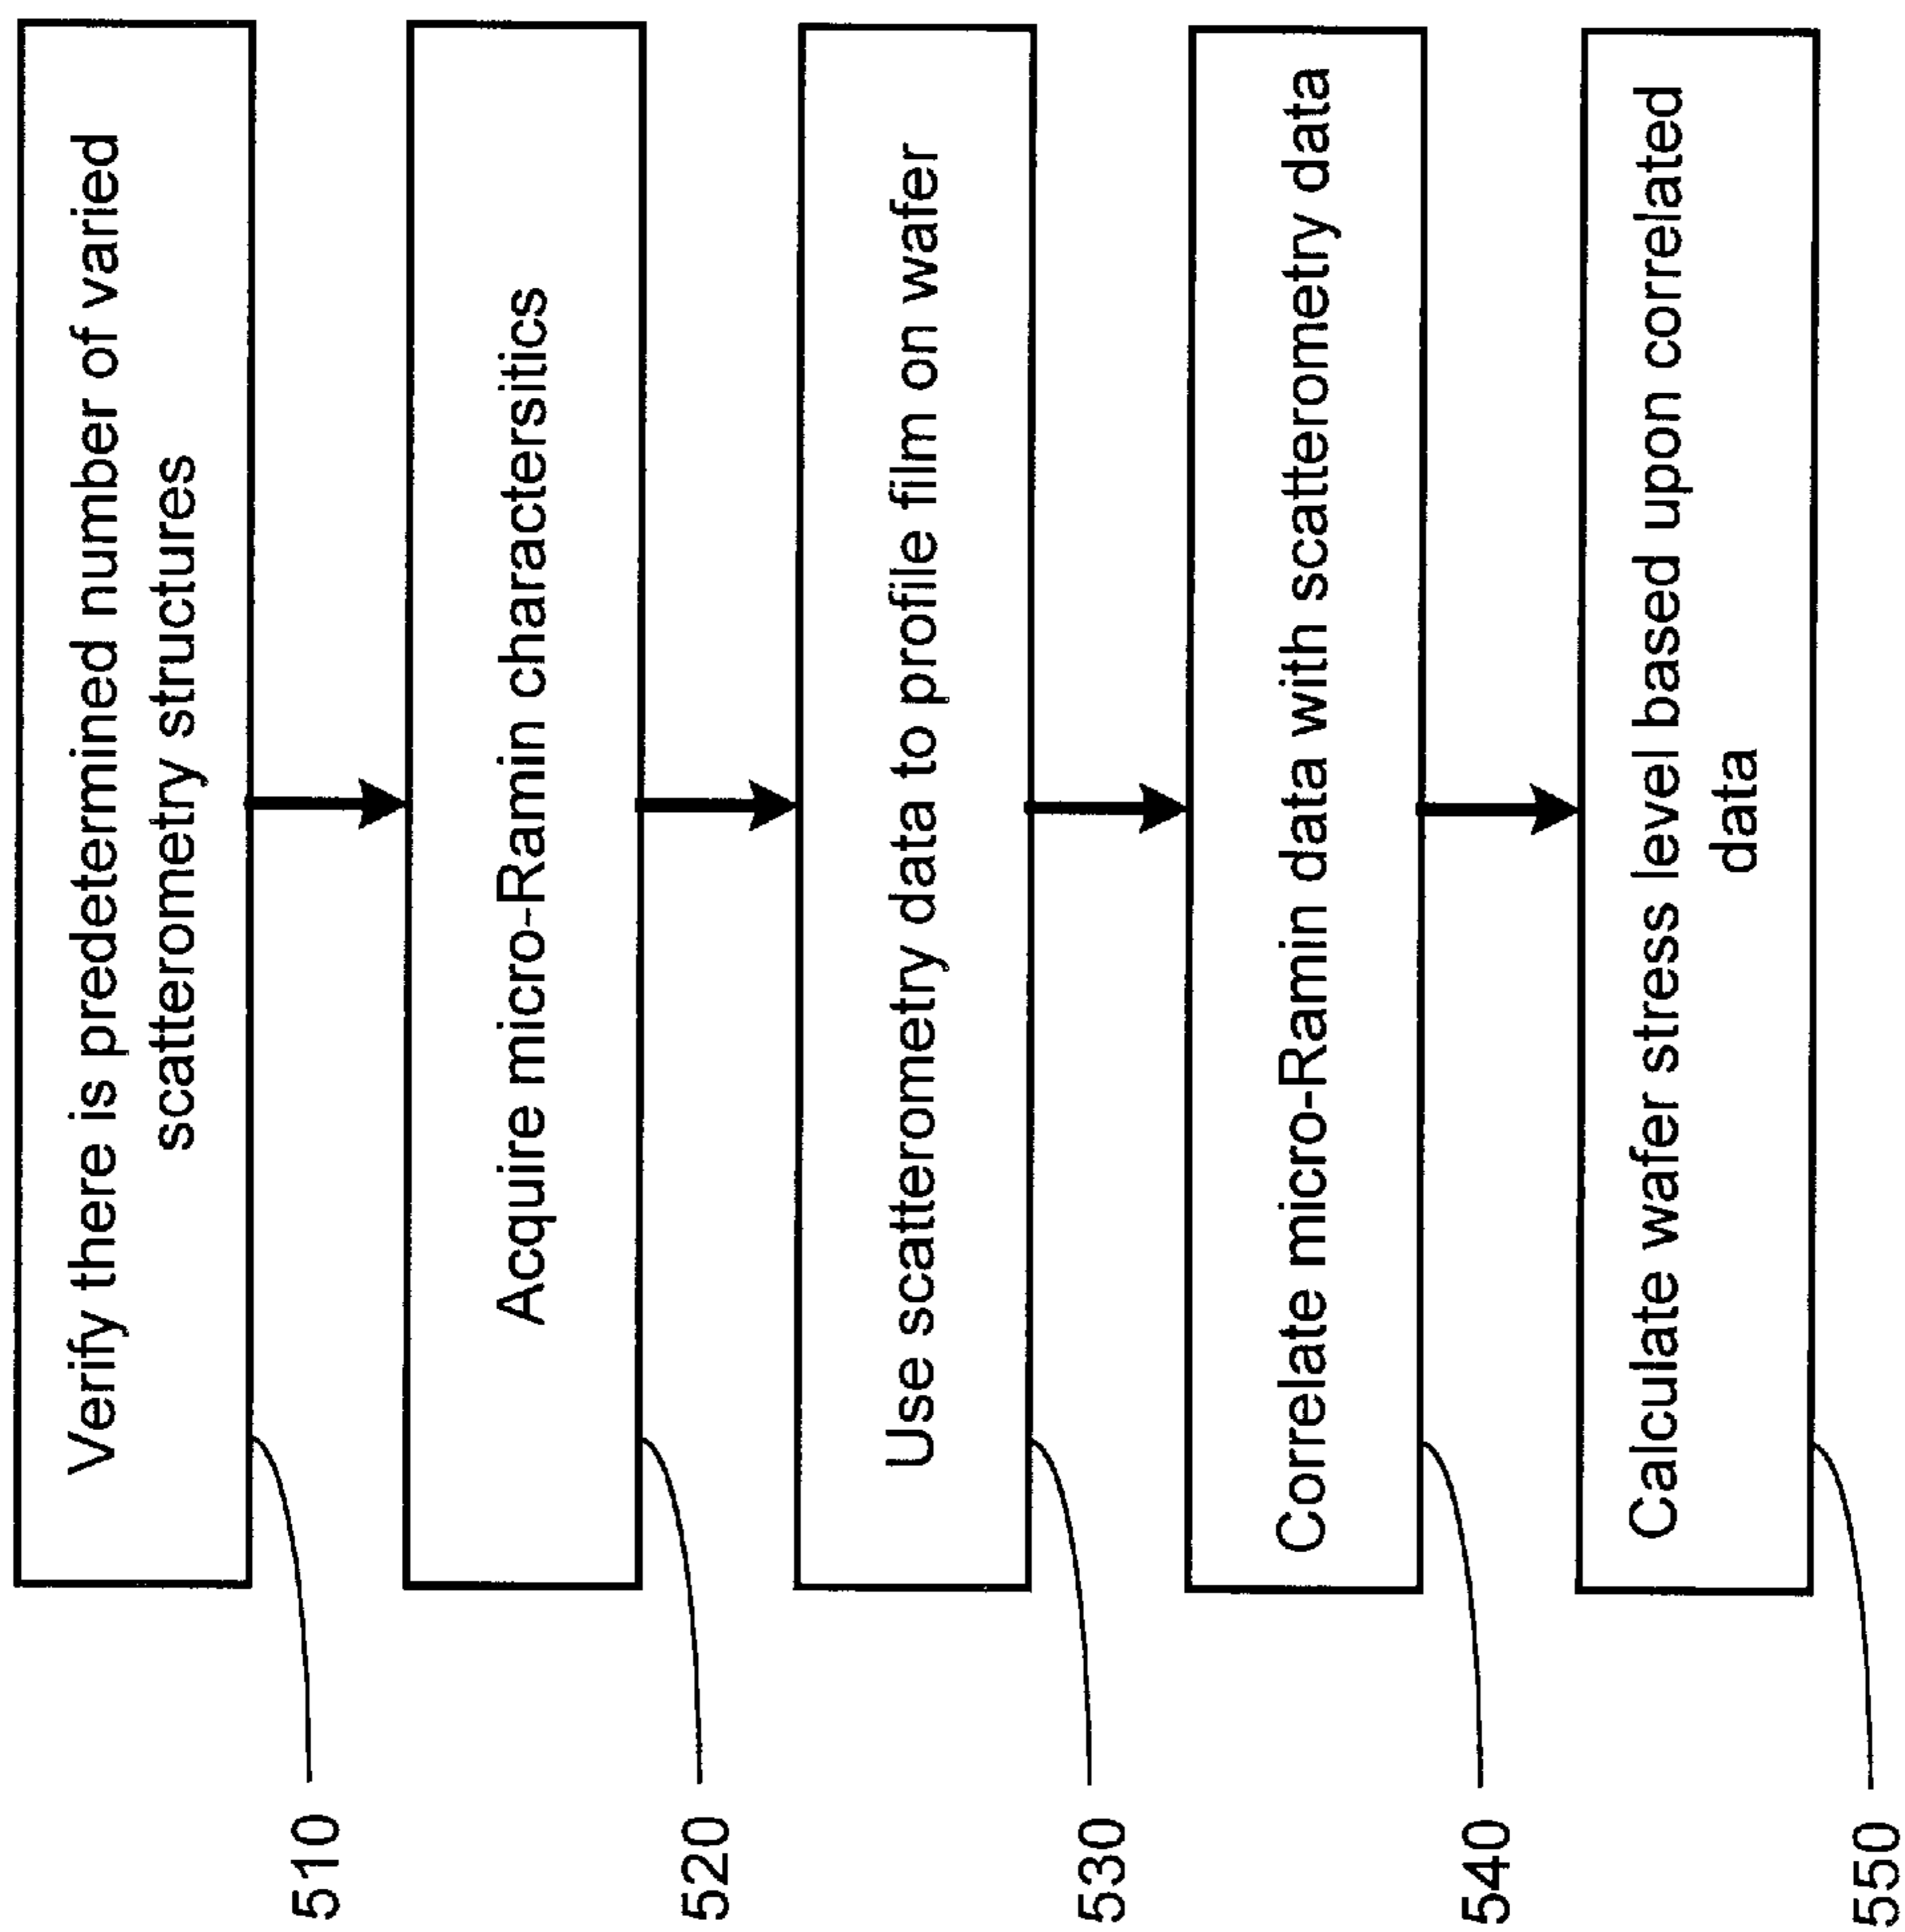 Verify there is predetermined number of varied
scatterometry structures
510
Acquire micro-Ramin charactersitics
520
Use scatterometry data to profile film on wafer
530
Correlate micro-Ramin data with scatterometry data
540
Calculate wafer stress level based upon correlated
data
550